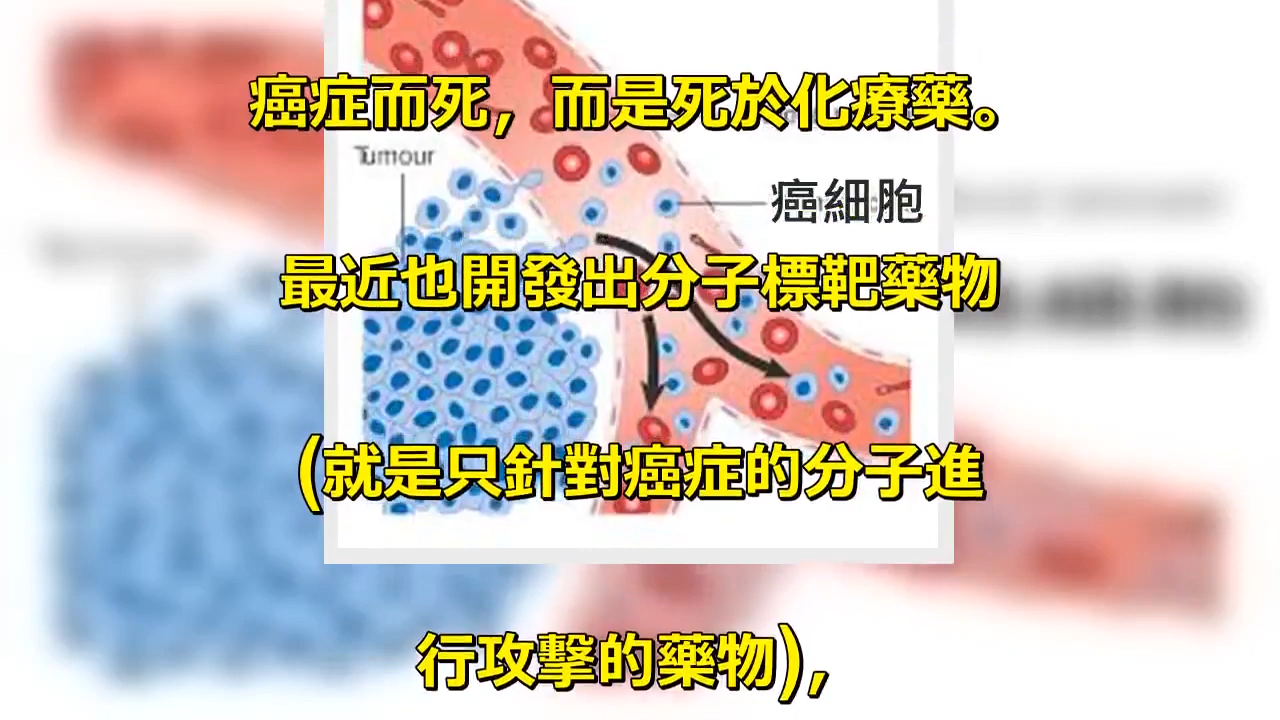 癌症而死，而是死於化療藥。
Tumour
癌細胞
最近也開發出分子標靶藥物
(就是只針對癌症的分子進
行攻擊的藥物)，